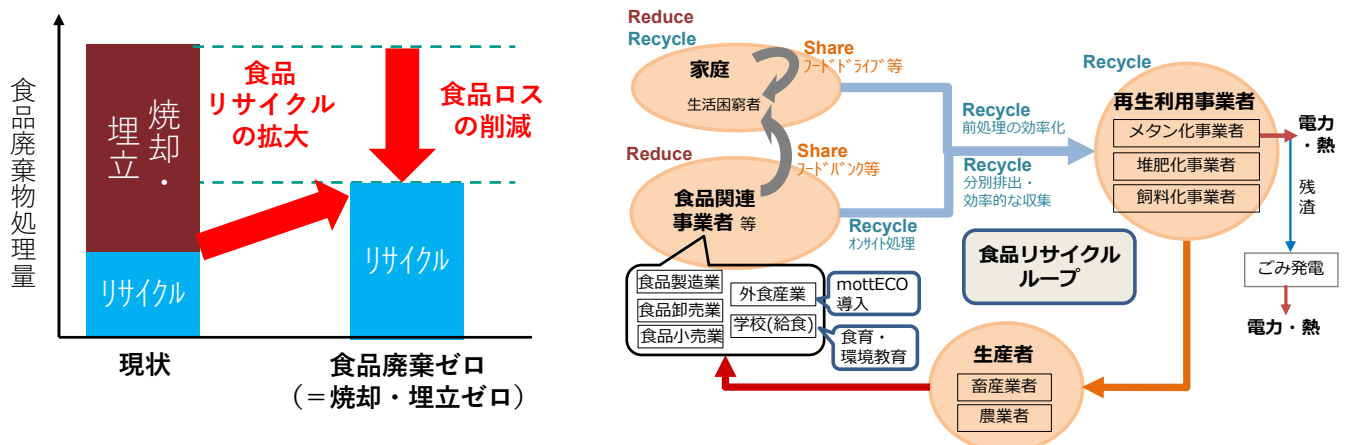 食品廃棄物処理量
焼却・
埋立
リサイクル
食品
リサイクル
の拡大
食品ロス
の削減
リサイクル
現状
食品廃棄ゼロ
（＝焼却・埋立ゼロ）
Reduce
Recycle
家庭
生活困窮者
Share
ﾌｰﾄﾞﾄﾞﾗｲﾌﾞ等
Reduce
Share
ﾌｰﾄﾞﾊﾞﾝｸ等
食品関連
事業者 等
Recycle
ｵﾝｻｲﾄ処理
Recycle
前処理の効率化
Recycle
分別排出・
効率的な収集
Recycle
再生利用事業者
メタン化事業者
堆肥化事業者
飼料化事業者
電力
・熱
残渣
ごみ発電
電力・熱
食品リサイクル
ループ
食品製造業
食品卸売業
食品小売業
外食産業
学校(給食)
mottECO
導入
食育・
環境教育
生産者
畜産業者
農業者